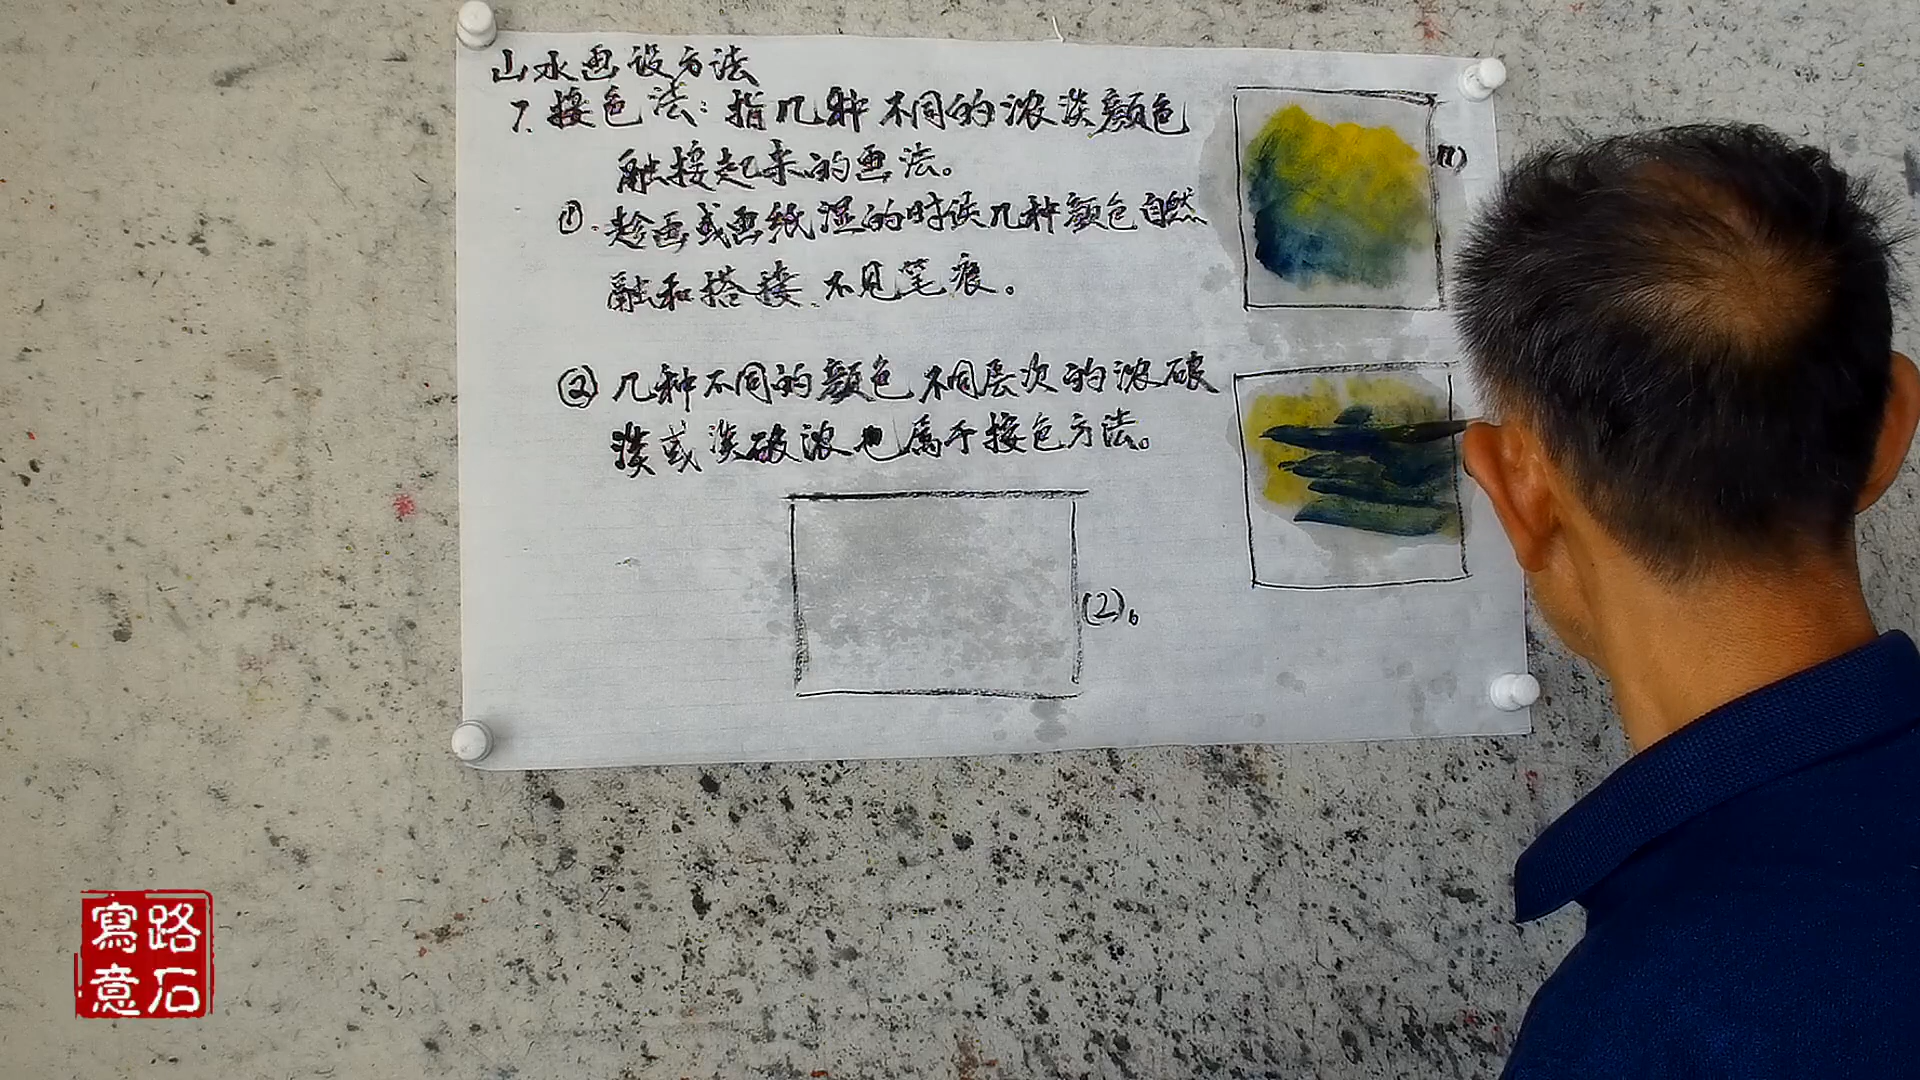 山水画设方法
7. 接色法：指几种不同的浓淡颜色
融接起来的画法。
①. 趁画或画纸湿的时候几种颜色自然
融和搭接、不见笔痕。
② 几种不同的颜色不同层次的浓破
淡或淡破浓也属于接色方法。
(1)
(2)。
路石
寫意